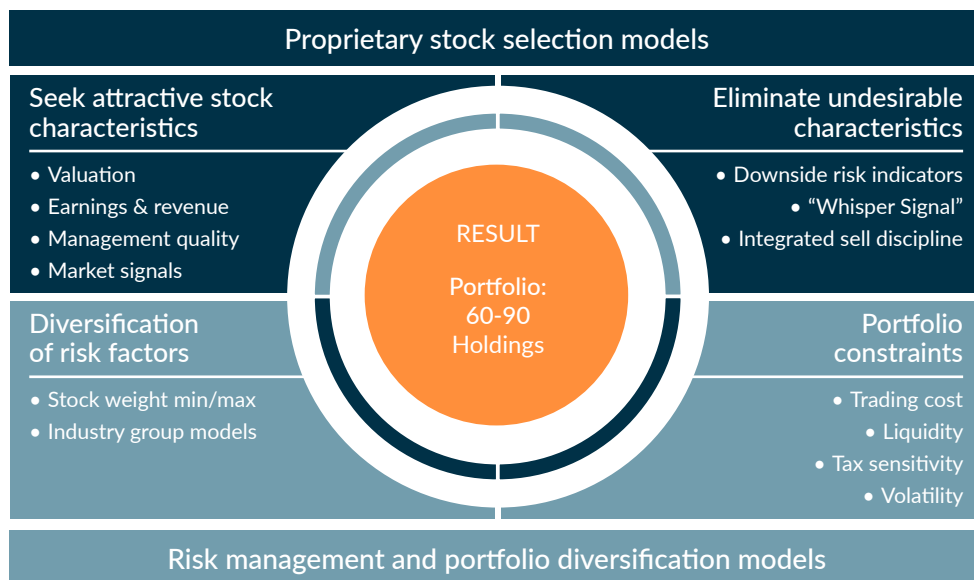 Proprietary stock selection models
Seek attractive stock
characteristics
• Valuation
• Earnings & revenue
• Management quality
• Market signals
Eliminate undesirable
characteristics
• Downside risk indicators
• “Whisper Signal”
• Integrated sell discipline
RESULT
Portfolio:
60-90
Holdings
Diversification
of risk factors
• Stock weight min/max
• Industry group models
Portfolio
constraints
• Trading cost
• Liquidity
• Tax sensitivity
• Volatility
Risk management and portfolio diversification models